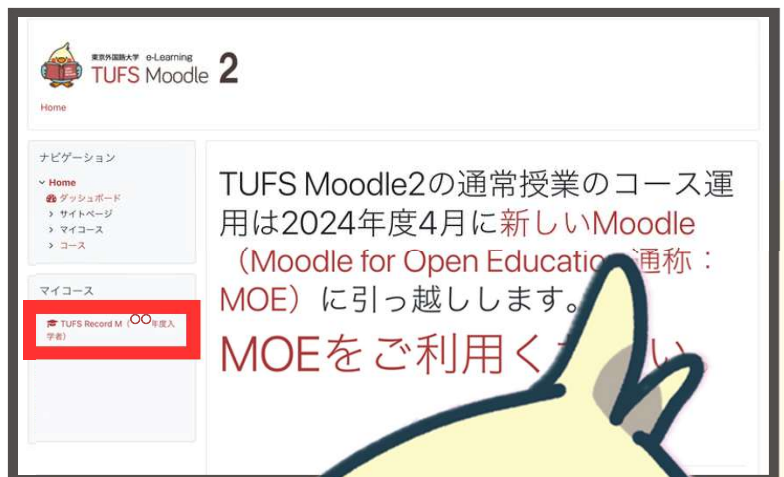 東京外国語大学 e-Learning
TUFS Moodle 2
Home
ナビゲーション
Home
ダッシュボード
サイトページ
マイコース
コース
マイコース
TUFS Record M（○○年度入
学者）
TUFS Moodle2の通常授業のコース運
用は2024年度4月に新しいMoodle
（Moodle for Open Education 通称：
MOE）に引っ越しします。
MOEをご利用く い。